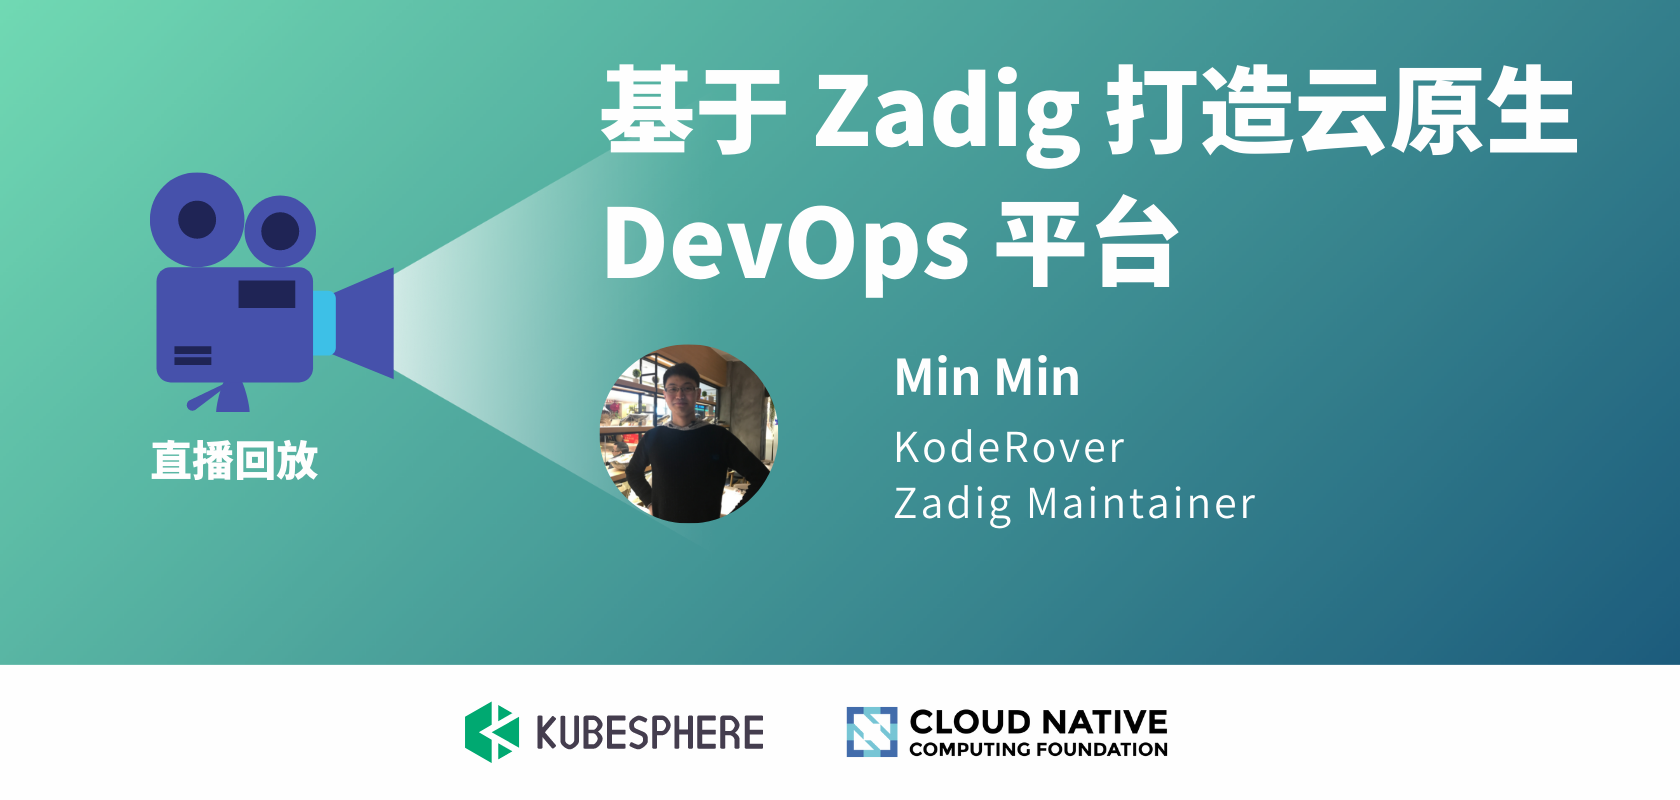 基于 Zadig 打造云原生
DevOps 平台
直播回放
Min Min
KodeRover
Zadig Maintainer
KUBESPHERE
CLOUD NATIVE
COMPUTING FOUNDATION